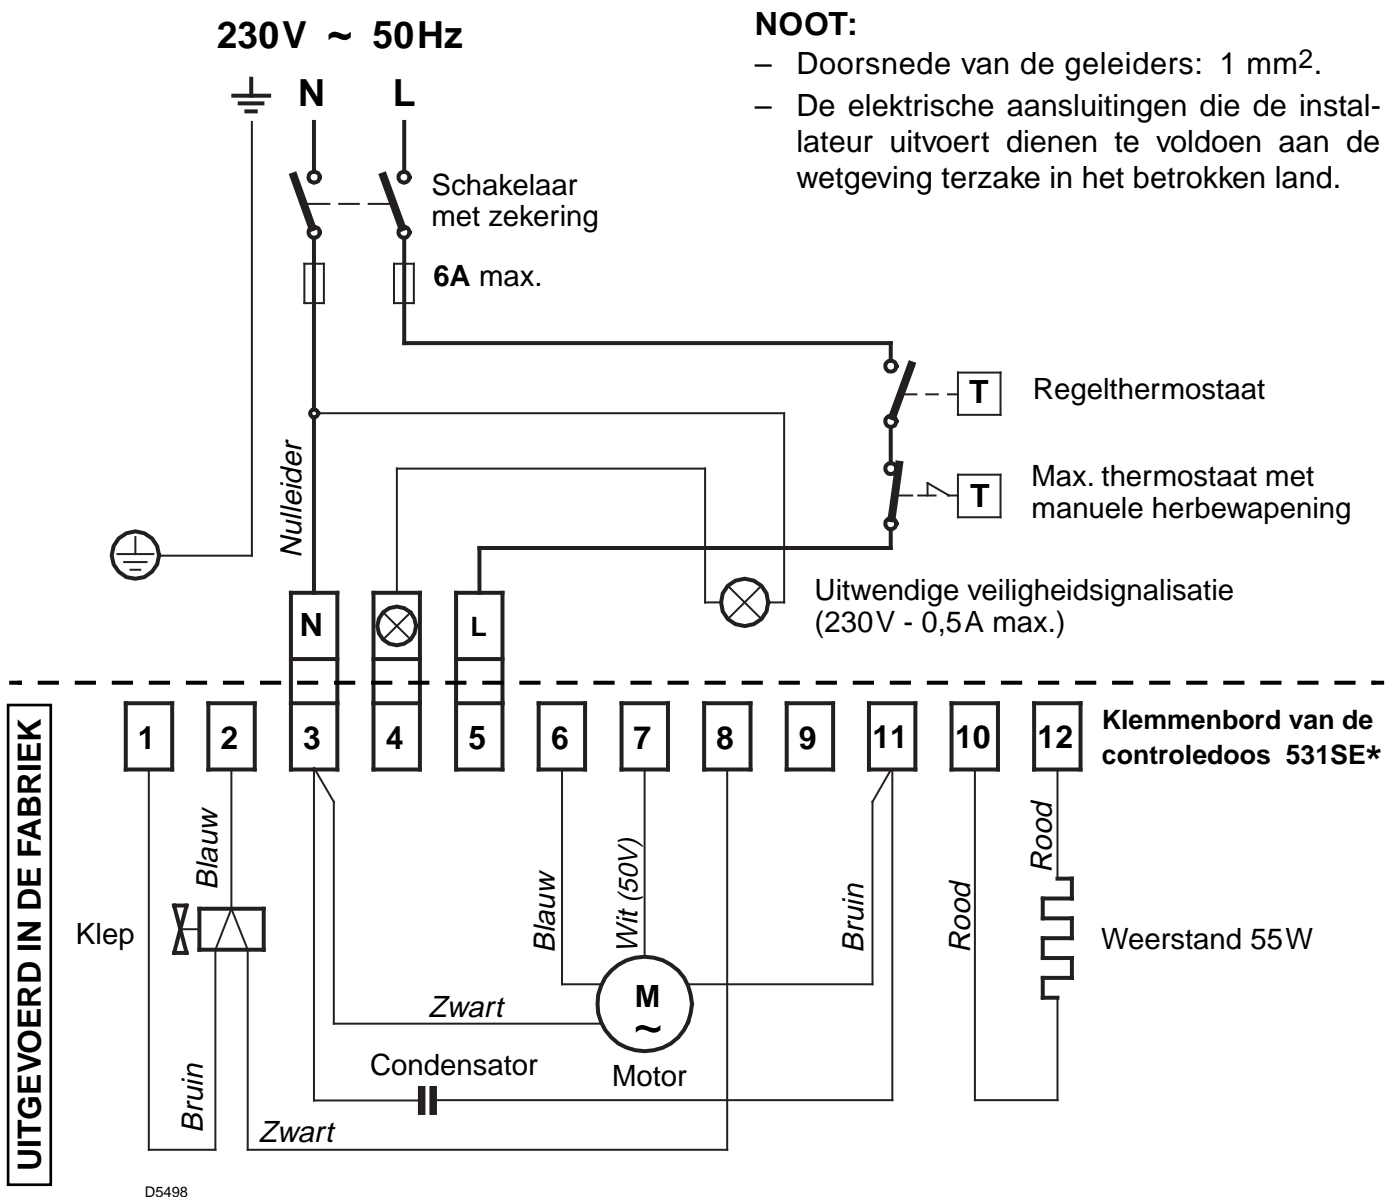 230V ~ 50Hz
N L
NOOT:
– Doorsnede van de geleiders: 1 mm².
– De elektrische aansluitingen die de instal-
lateur uitvoert dienen te voldoen aan de
wetgeving terzake in het betrokken land.
Schakelaar
met zekering
6A max.
T Regelthermostaat
Nulleider
T Max. thermostaat met
manuele herbewapening
Uitwendige veiligheidsignalisatie
(230V - 0,5A max.)
N L
1 2 3 4 5 6 7 8 9 11 10 12
Klemmenbord van de
controledoos 531SE*
UITGEVOERD IN DE FABRIEK
Blauw
Klep
Bruin
Zwart
Zwart
Condensator
Blauw
Wit (50V)
M
~
Motor
Bruin
Rood
Rood
Weerstand 55W
D5498